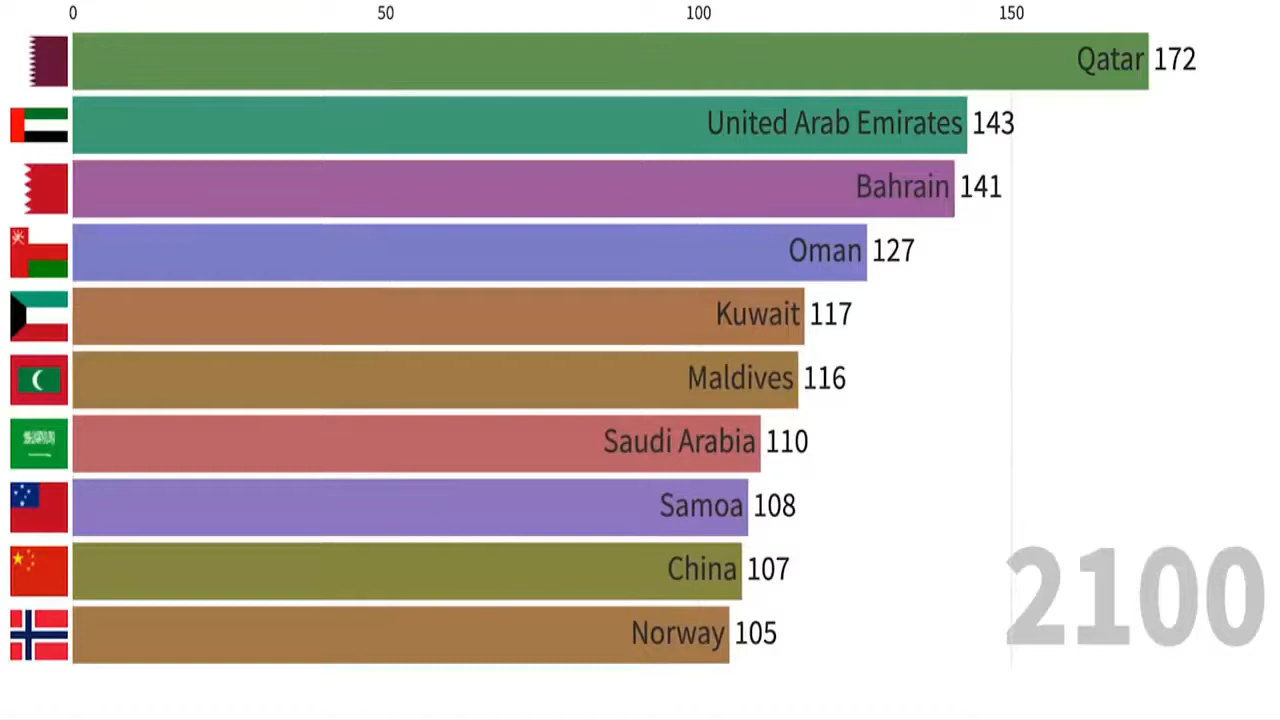 0 50 100 150
Qatar 172
United Arab Emirates 143
Bahrain 141
Oman 127
Kuwait 117
Maldives 116
Saudi Arabia 110
Samoa 108
China 107
Norway 105
2100